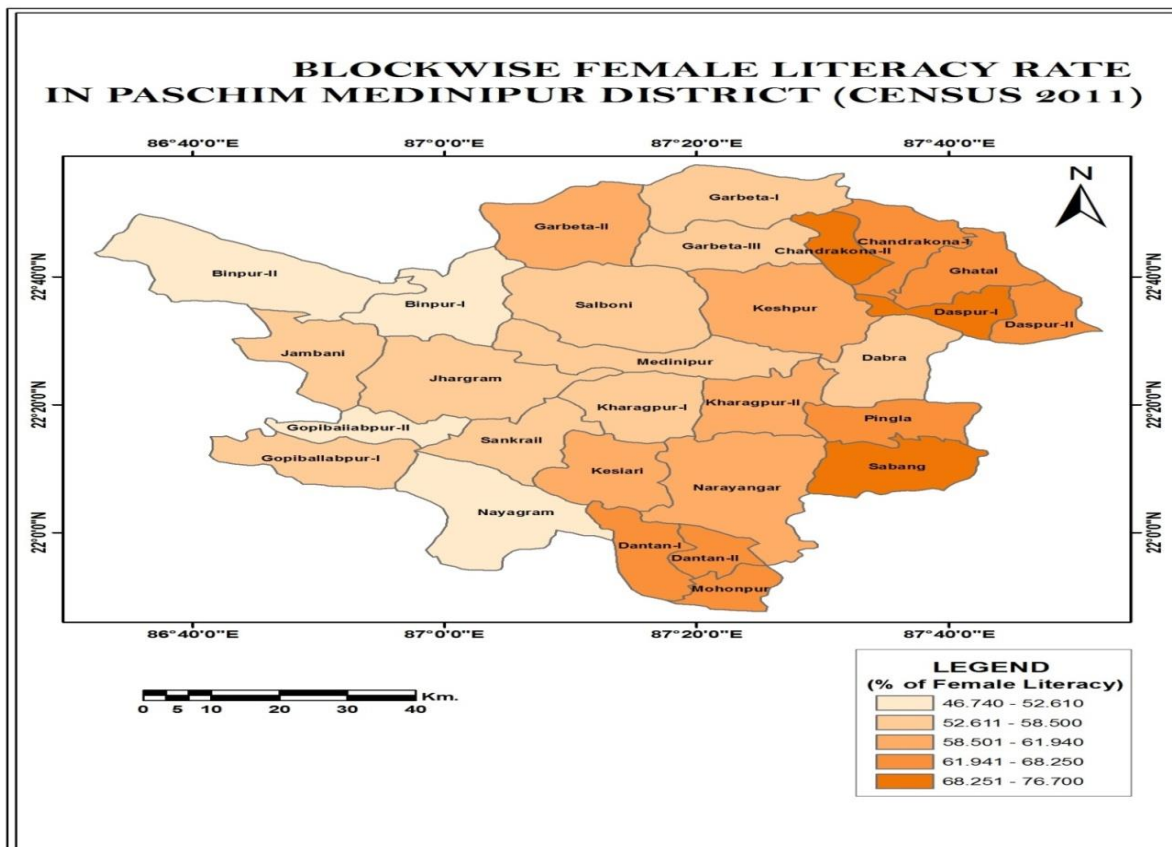 BLOCKWISE FEMALE LITERACY RATE
IN PASCHIM MEDINIPUR DISTRICT (CENSUS 2011)
86°40'0"E 87°0'0"E 87°20'0"E 87°40'0"E
N
Garbeta-I
Garbeta-II
Garbeta-III
Chandrakona-I
Chandrakona-II
Ghatal
22°40'0"N
22°40'0"N
Binpur-II
Binpur-I
Salboni
Keshpur
Daspur-I
Daspur-II
Jambani
Medinipur
Dabra
Jhargram
22°20'0"N
22°20'0"N
Kharagpur-I
Kharagpur-II
Pingla
Gopiballabpur-II
Sankrail
Gopiballabpur-I
Kesiari
Sabang
Narayangar
Nayagram
22°0'0"N
22°0'0"N
Dantan-I
Dantan-II
Mohonpur
86°40'0"E 87°0'0"E 87°20'0"E 87°40'0"E
Km.
0 5 10 20 30 40
LEGEND
(% of Female Literacy)
46.740 - 52.610
52.611 - 58.500
58.501 - 61.940
61.941 - 68.250
68.251 - 76.700